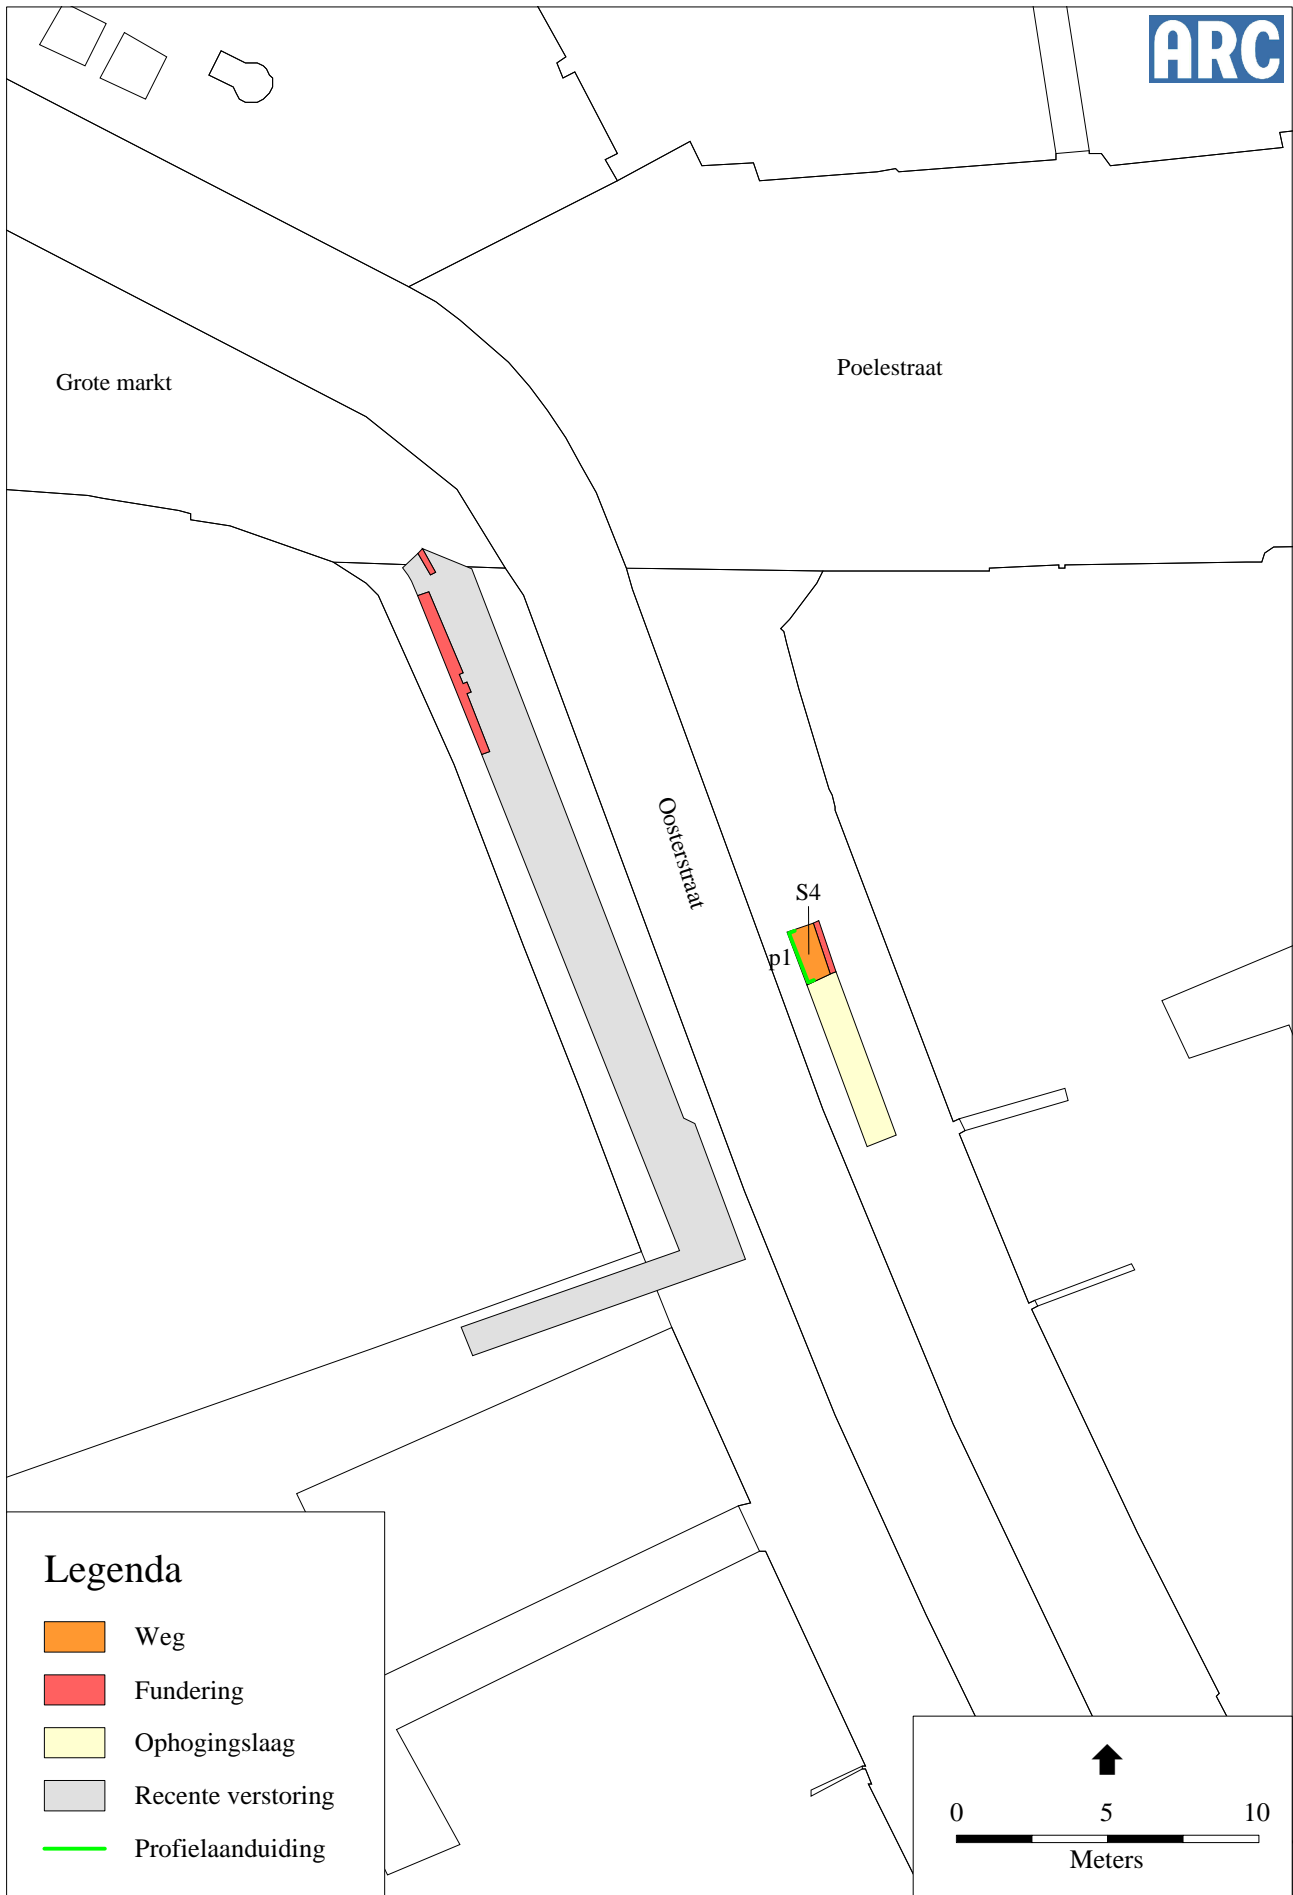 ARC
Poelestraat
Grote markt
Oosterstraat
S4
p1
Legenda
Weg
Fundering
Ophogingslaag
Recente verstoring
Profielaanduiding
0 5 10
Meters